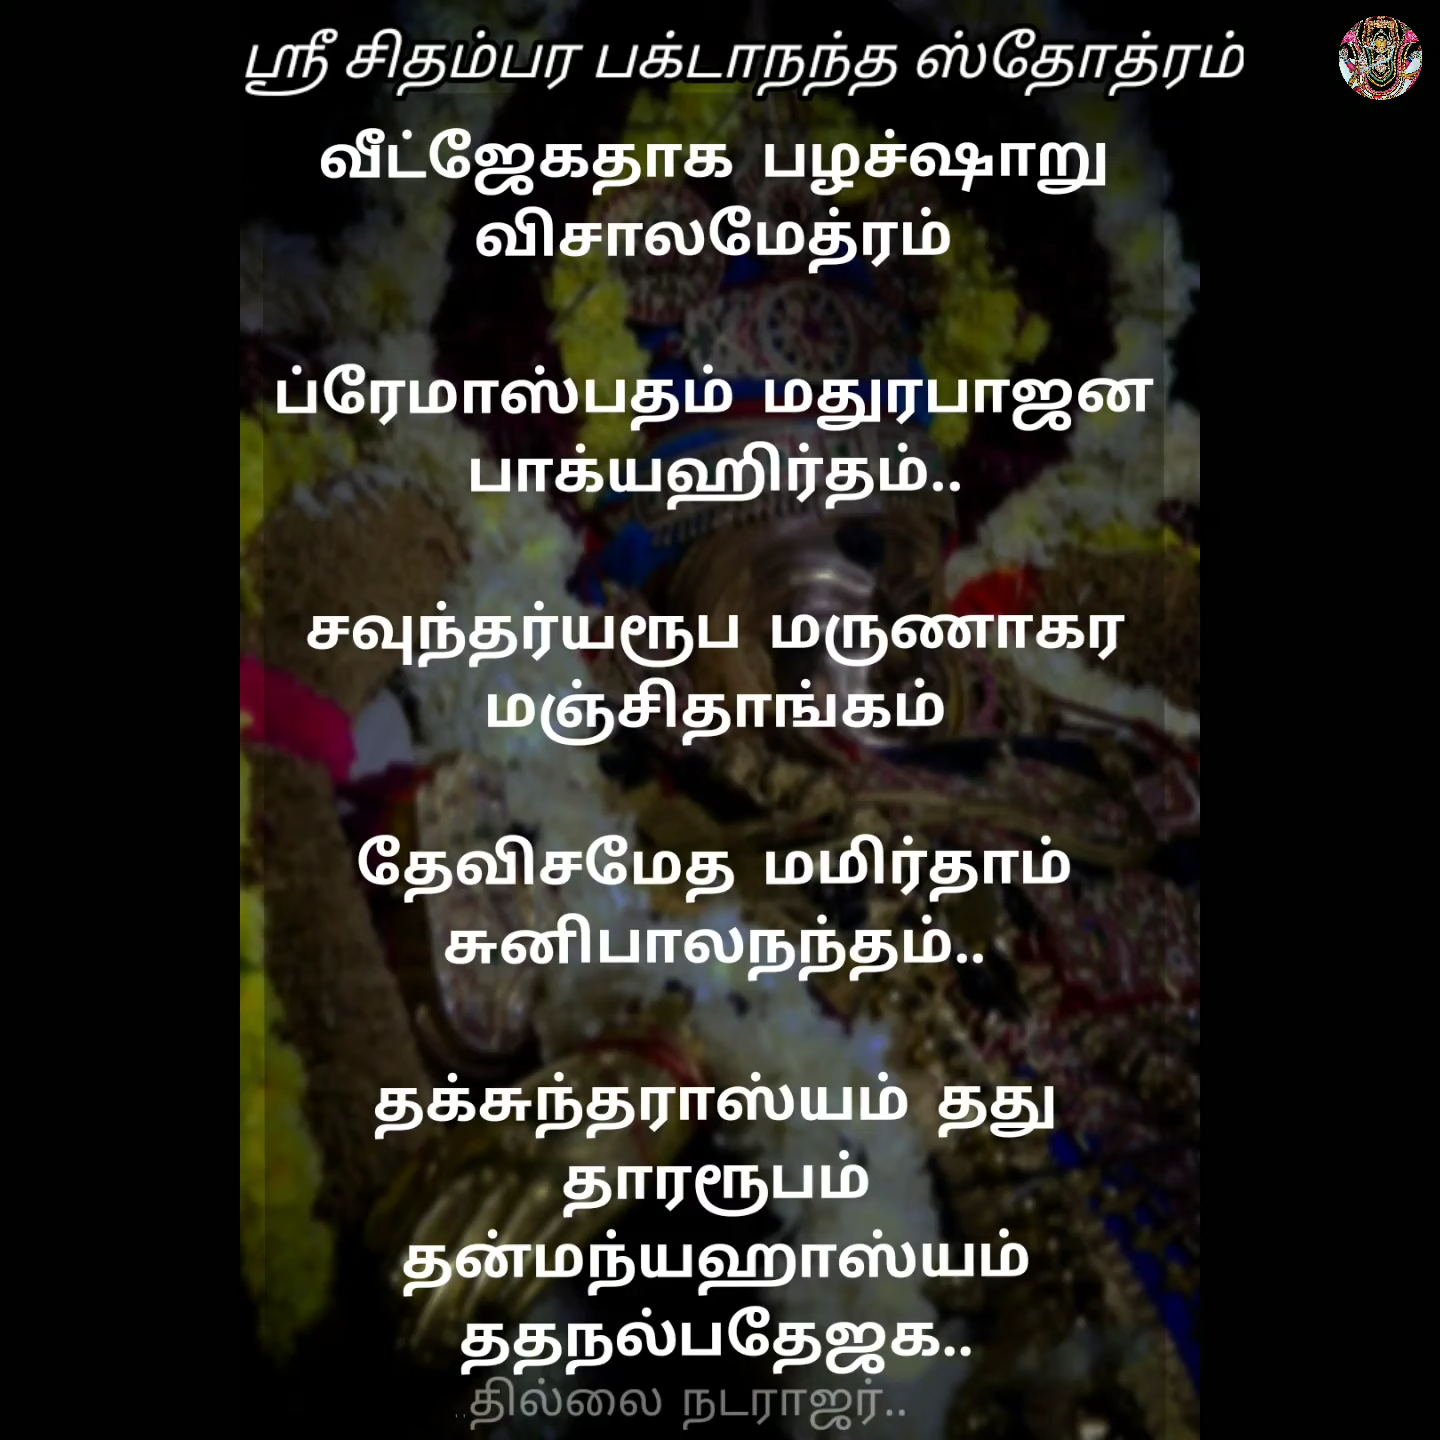 ஸ்ரீ சிதம்பர பக்டாநந்த ஸ்தோத்ரம்
வீட்ஜேகதாக பழச்ஷாறு
விசாலமேத்ரம்
ப்ரேமாஸ்பதம் மதுரபாஜன
பாக்யஹிர்தம்..
சவுந்தர்யரூப மருணாகர
மஞ்சிதாங்கம்
தேவிசமேத மமிர்தாம்
சுனிபாலநந்தம்..
தக்சுந்தராஸ்யம் தது
தாரரூபம்
தன்மந்யஹாஸ்யம்
ததநல்பதேஜக..
..தில்லை நடராஜர்..